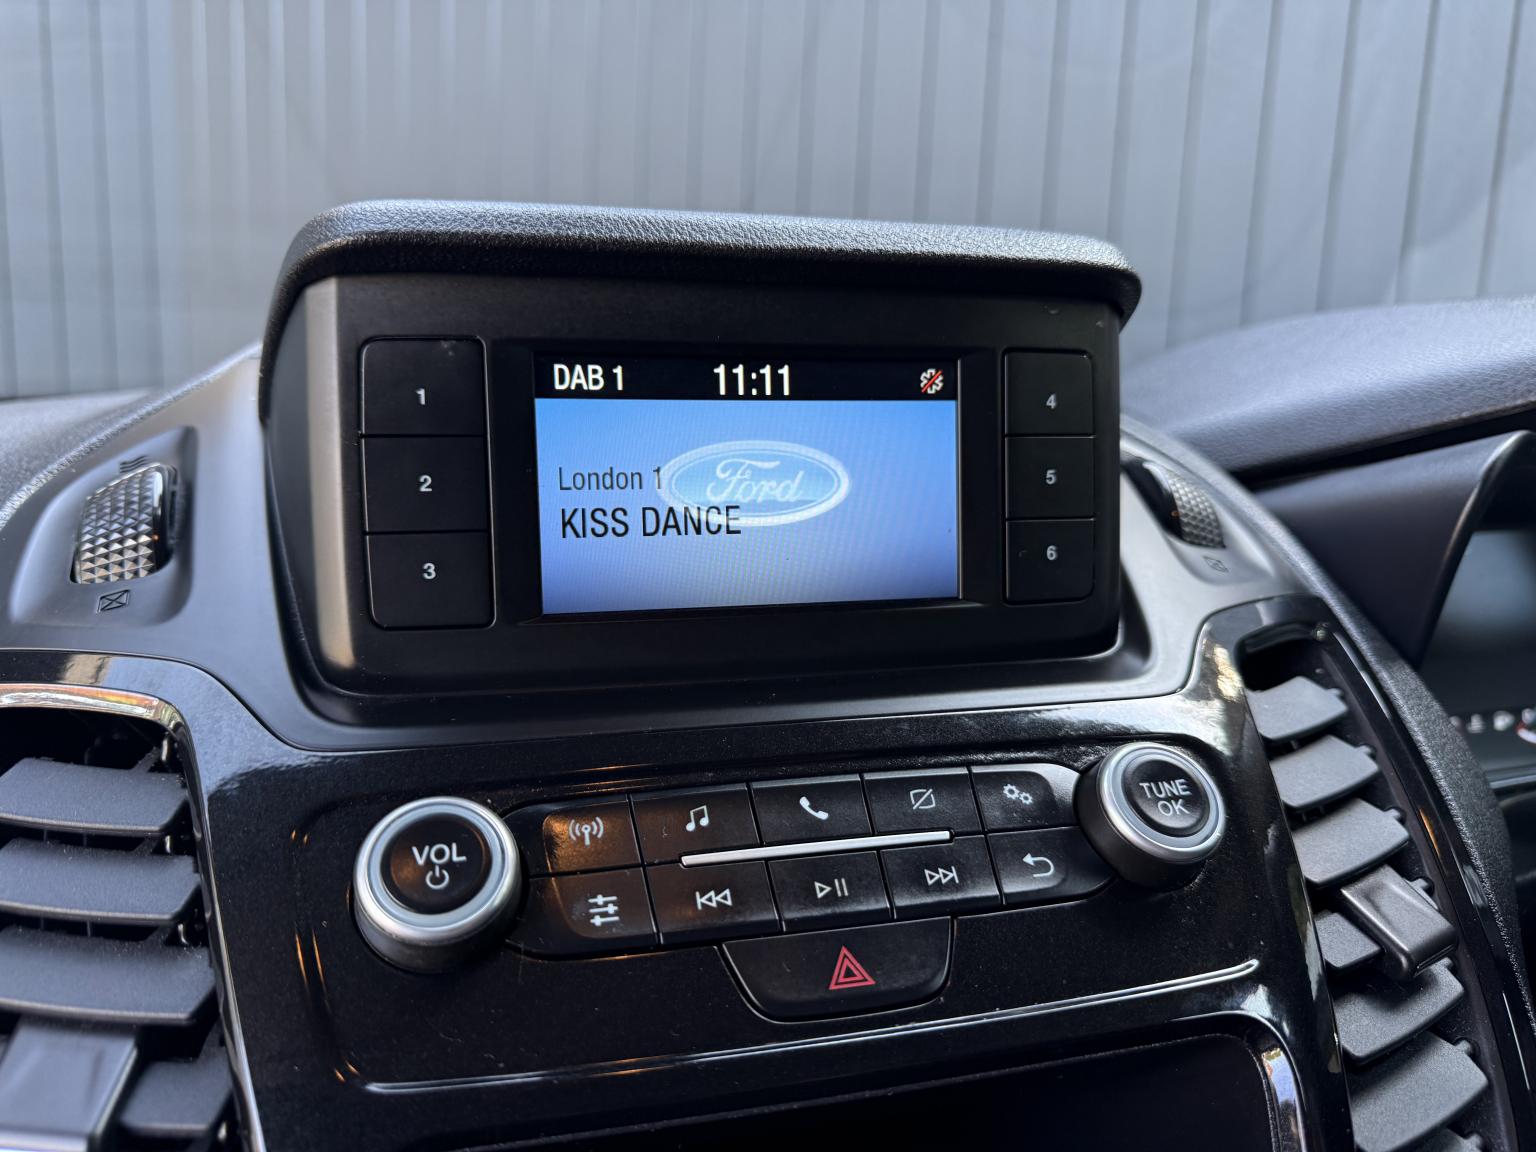 DAB 1 11:11
London 1
Ford
KISS DANCE
1
2
3
4
5
6
VOL
TUNE
OK